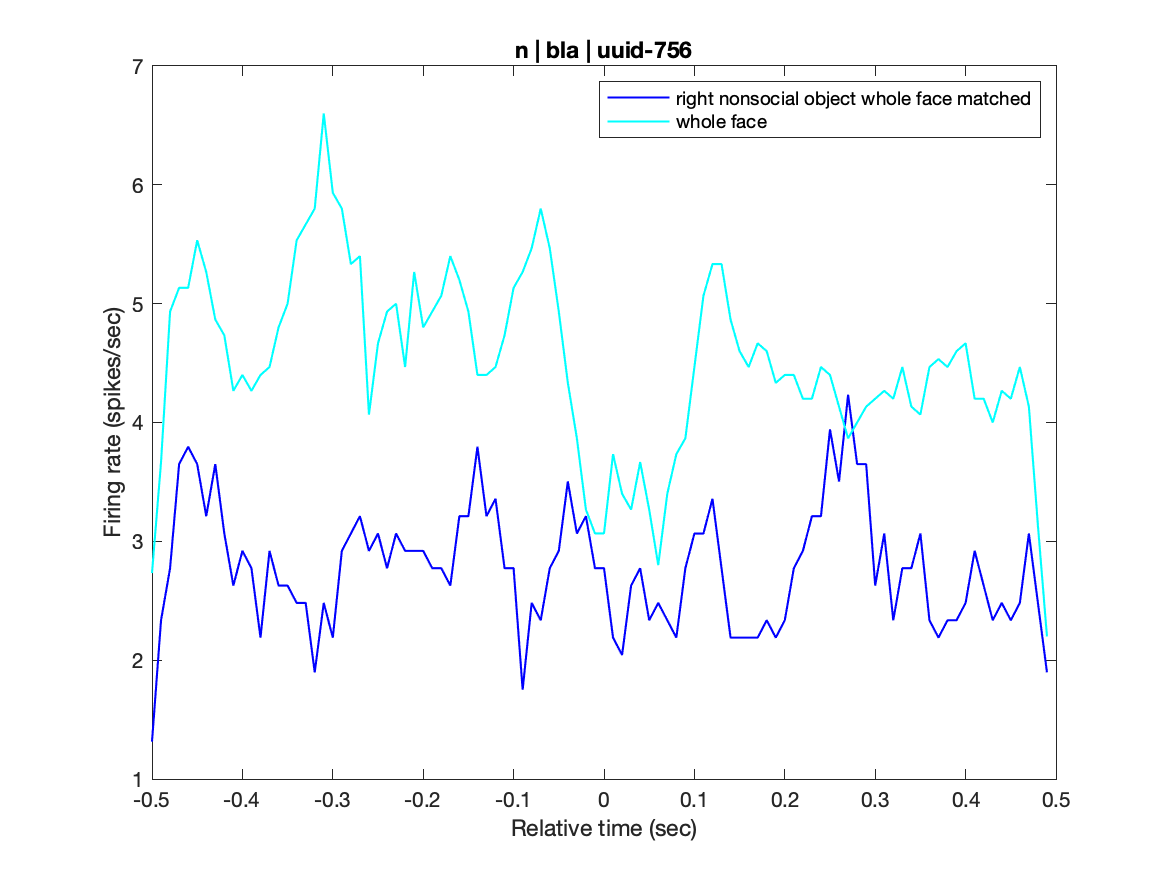 n | bla | uuid-756
right nonsocial object whole face matched
whole face
Firing rate (spikes/sec)
7
6
5
4
3
2
1
-0.5 -0.4 -0.3 -0.2 -0.1 0 0.1 0.2 0.3 0.4 0.5
Relative time (sec)